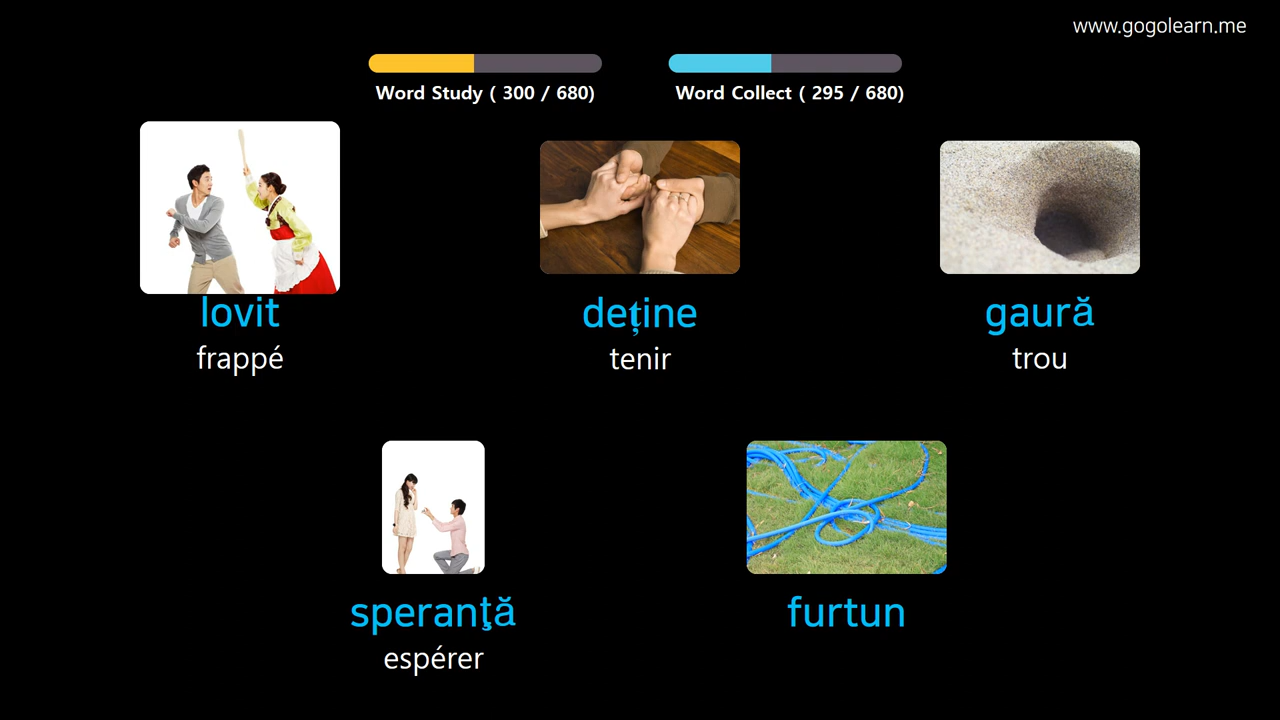 www.gogolearn.me
Word Study ( 300 / 680)
Word Collect ( 295 / 680)
lovit
frappé
deține
tenir
gaură
trou
speranţă
espérer
furtun